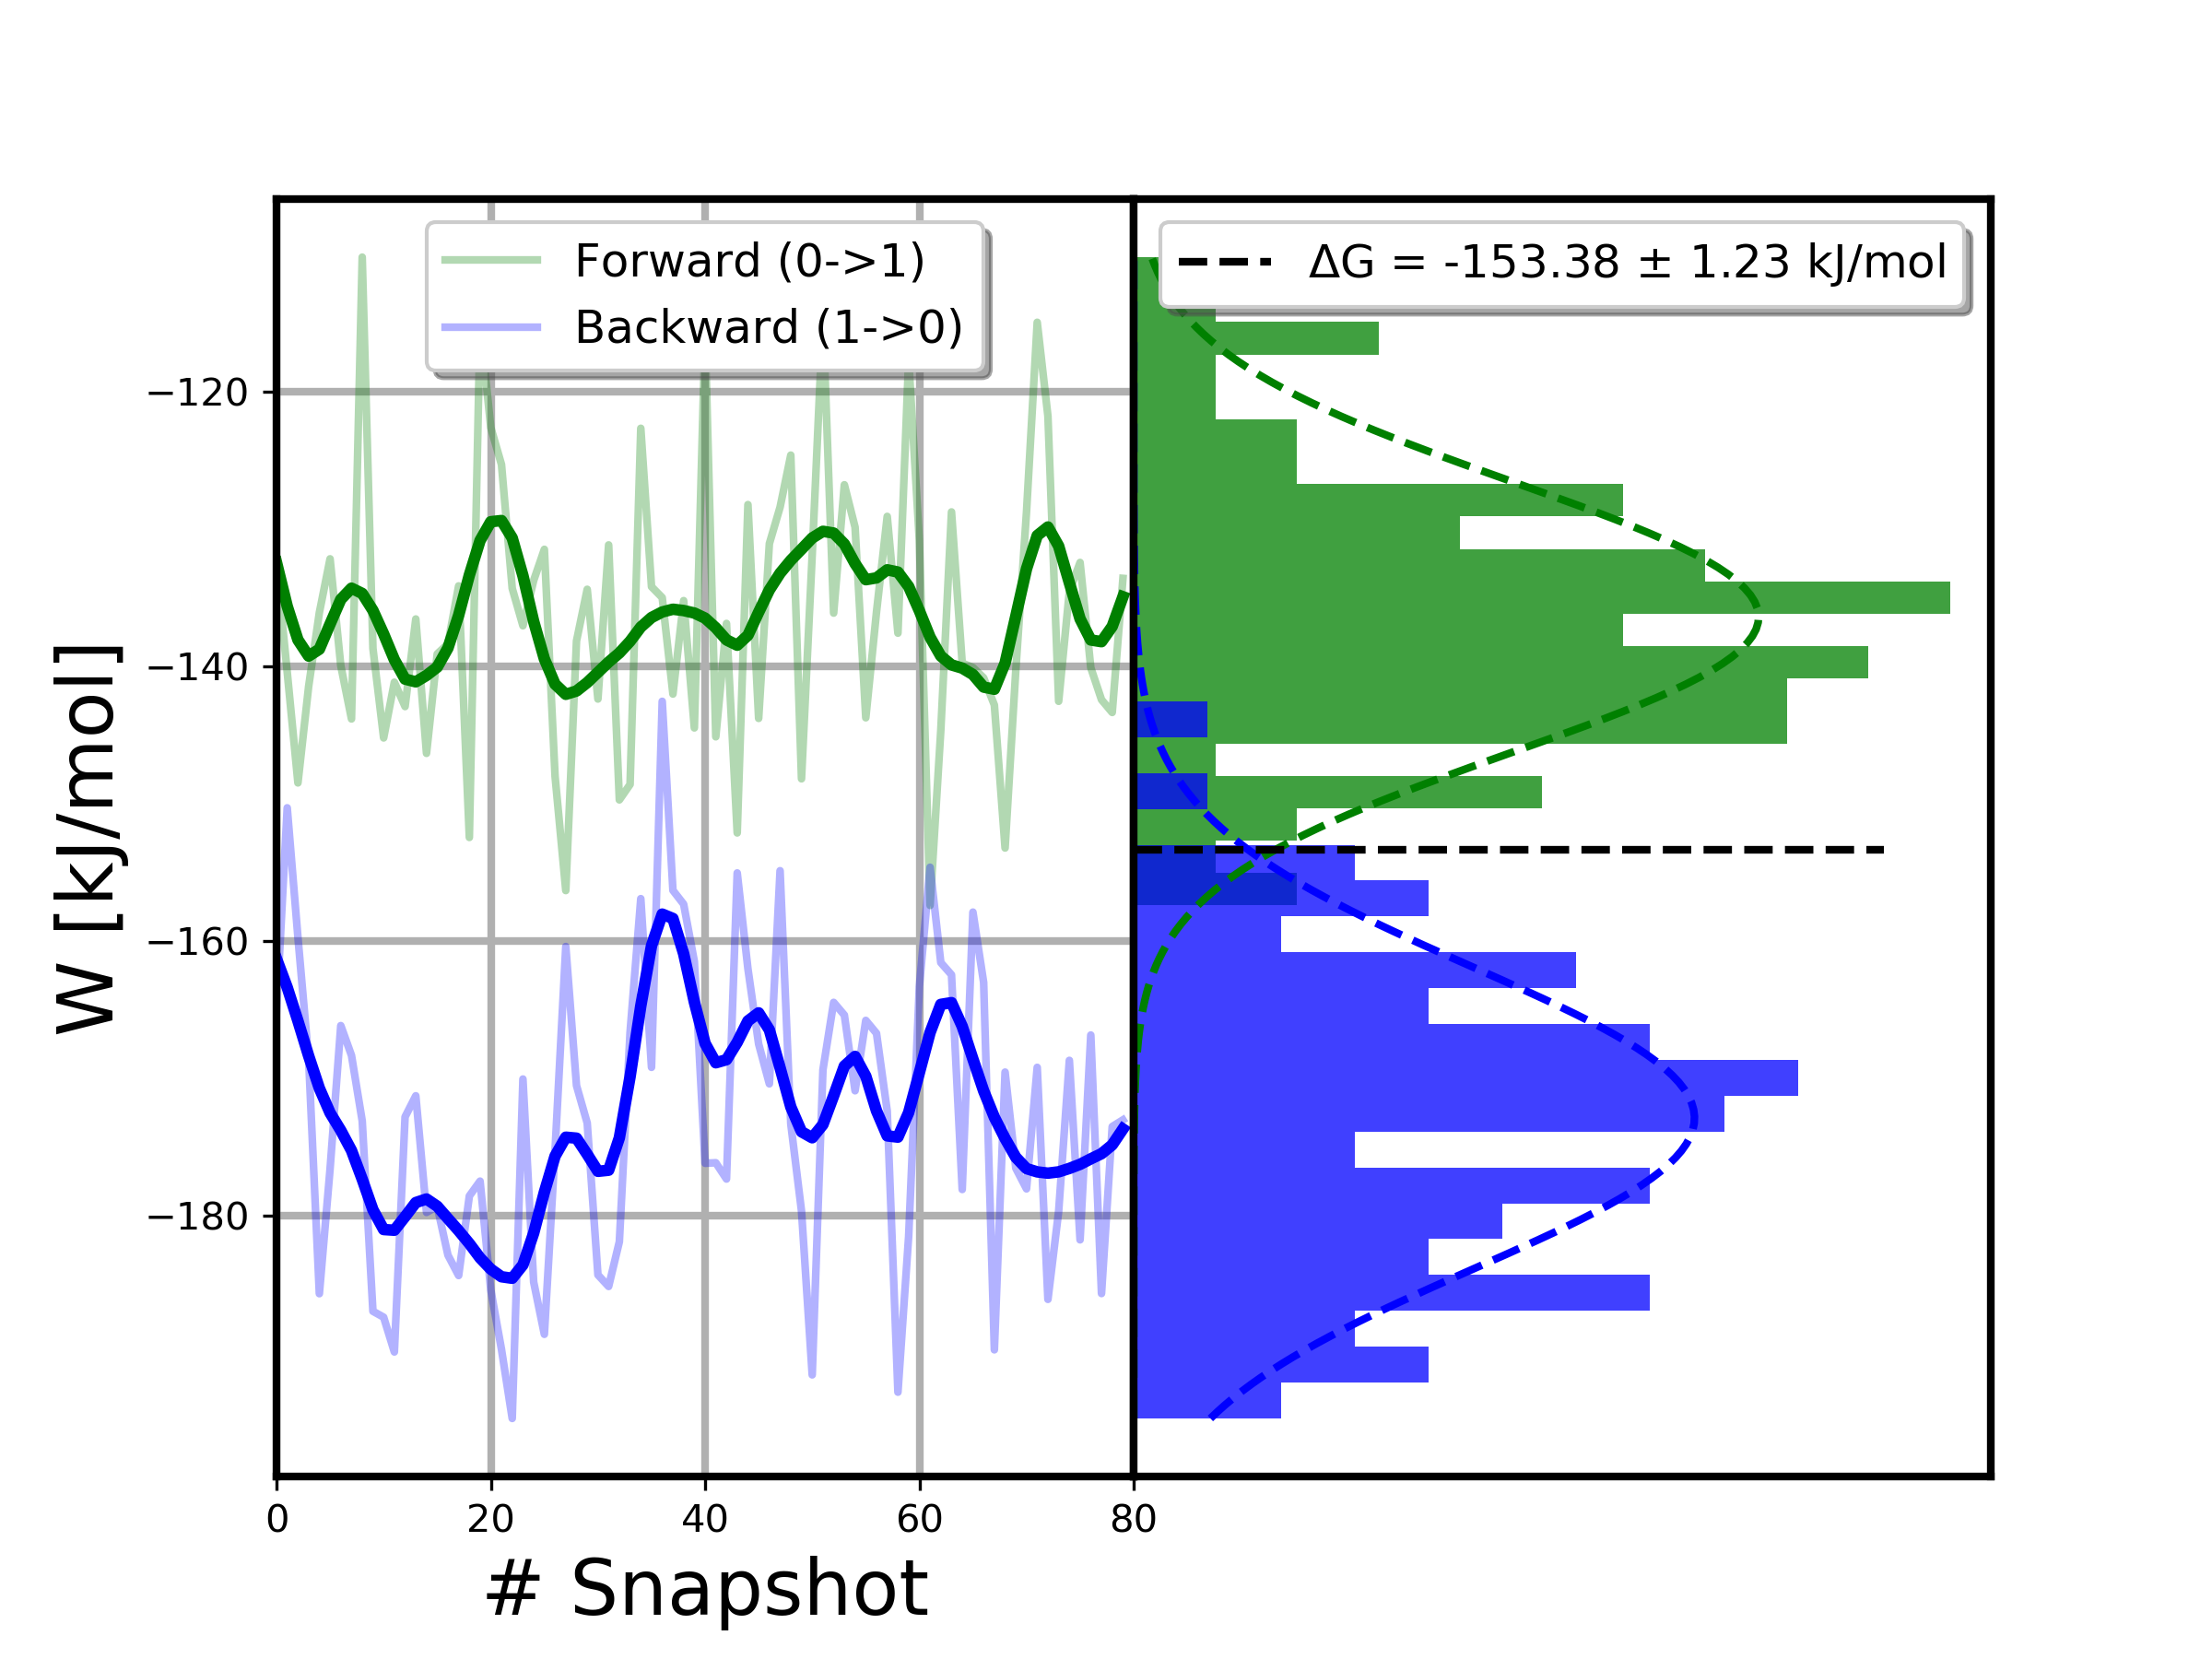 Forward (0->1)
Backward (1->0)
ΔG = -153.38 ± 1.23 kJ/mol
−120
−140
−160
−180
W [kJ/mol]
0 20 40 60 80
# Snapshot